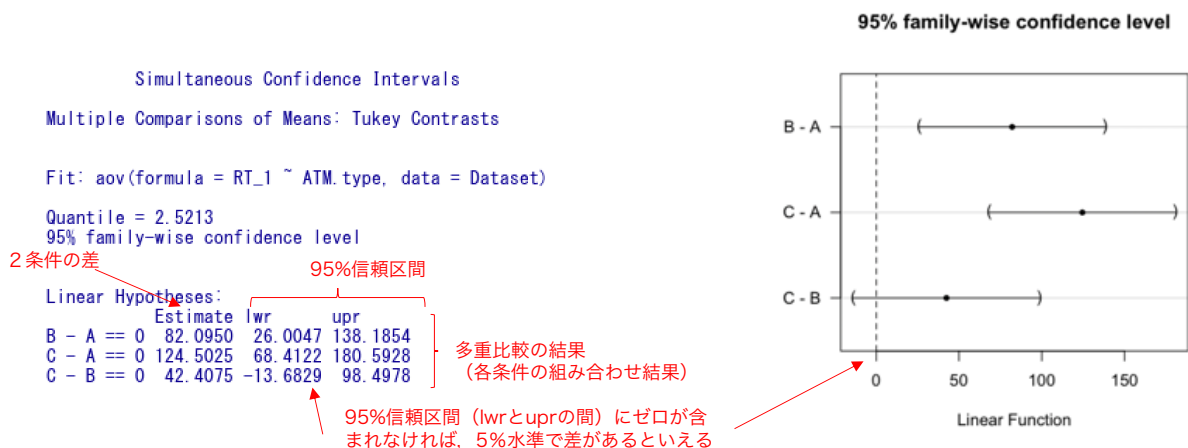 Simultaneous Confidence Intervals
Multiple Comparisons of Means: Tukey Contrasts
Fit: aov(formula = RT_1 ~ ATM.type, data = Dataset)
Quantile = 2.5213
95% family-wise confidence level
2条件の差
95%信頼区間
Linear Hypotheses:
Estimate lwr upr
B - A == 0 82.0950 26.0047 138.1854
C - A == 0 124.5025 68.4122 180.5928
C - B == 0 42.4075 -13.6829 98.4978
多重比較の結果
（各条件の組み合わせ結果）
95%信頼区間（lwrとuprの間）にゼロが含
まれなければ，5%水準で差があるといえる
95% family-wise confidence level
B - A
C - A
C - B
0 50 100 150
Linear Function